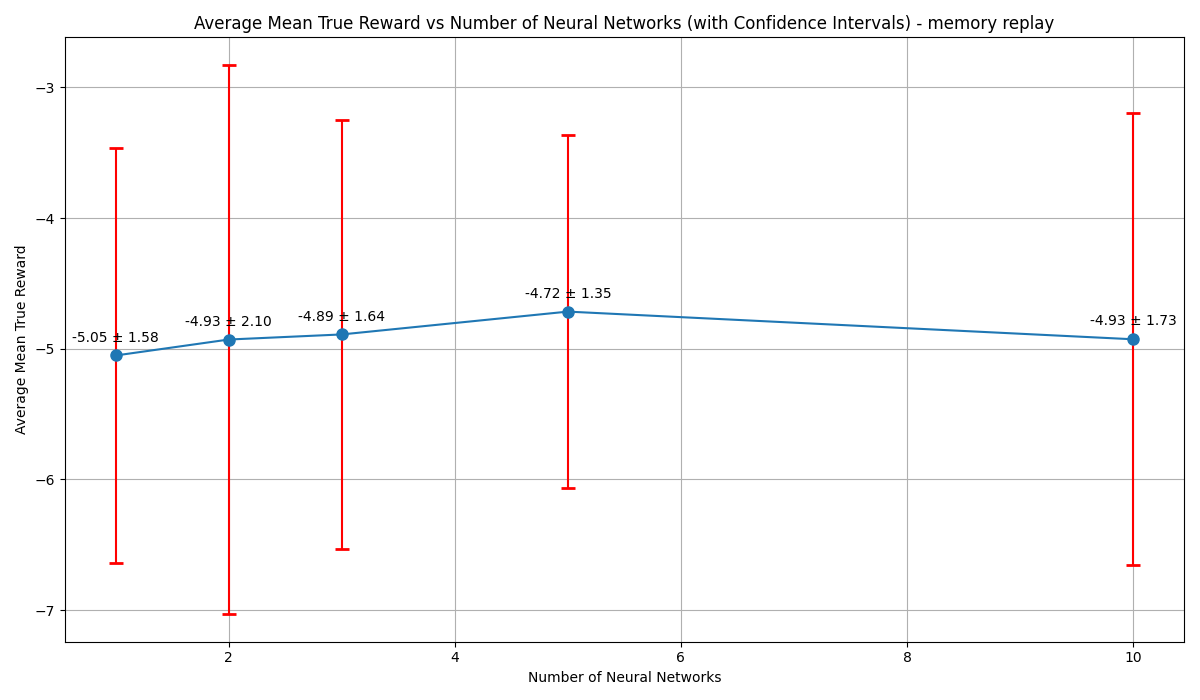 Average Mean True Reward vs Number of Neural Networks (with Confidence Intervals) - memory replay
Average Mean True Reward
−3
−4
−5
−6
−7
-5.05 ± 1.58
-4.93 ± 2.10
-4.89 ± 1.64
-4.72 ± 1.35
-4.93 ± 1.73
2
4
6
8
10
Number of Neural Networks